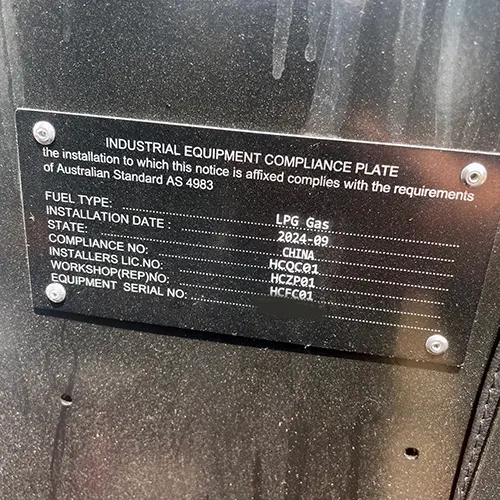 INDUSTRIAL EQUIPMENT COMPLIANCE PLATE
the installation to which this notice is affixed complies with the requirements
of Australian Standard AS 4983
FUEL TYPE: LPG Gas
INSTALLATION DATE : 2024-09
STATE: CHINA
COMPLIANCE NO: HCQC01
INSTALLERS LIC.NO: HCZP01
WORKSHOP(REP)NO: HCFC01
EQUIPMENT SERIAL NO: